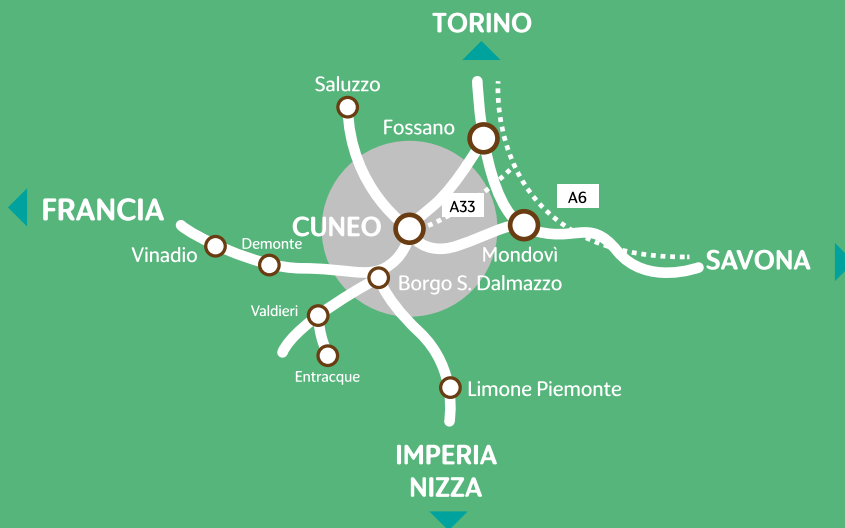 TORINO
Saluzzo
Fossano
A33
A6
FRANCIA
CUNEO
Vinadio
Demonte
Mondovì
SAVONA
Borgo S. Dalmazzo
Valdieri
Entracque
Limone Piemonte
IMPERIA
NIZZA